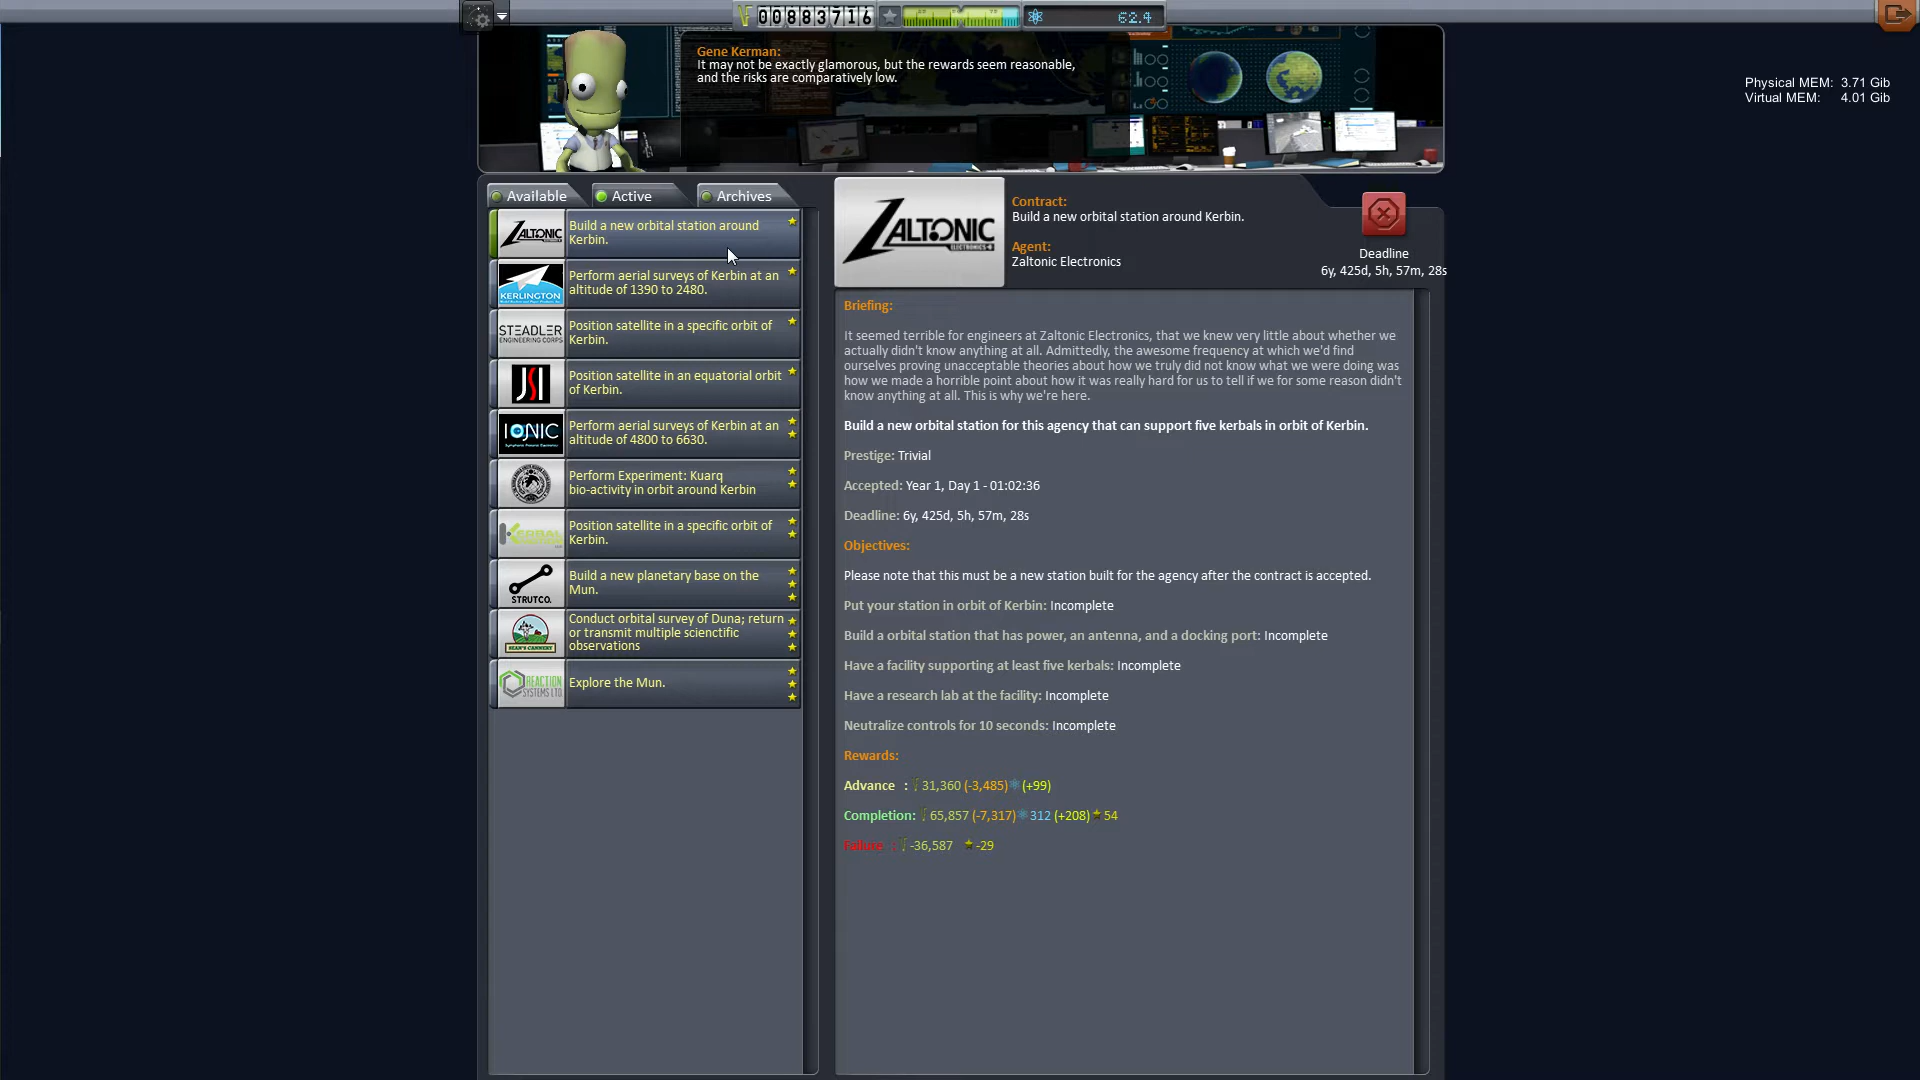 00883716
62.4
Gene Kerman:
It may not be exactly glamorous, but the rewards seem reasonable,
and the risks are comparatively low.
Physical MEM: 3.71 Gib
Virtual MEM: 4.01 Gib
Available
Active
Archives
ZALTONIC
Build a new orbital station around
Kerbin.
KERLINGTON
Perform aerial surveys of Kerbin at an
altitude of 1390 to 2480.
STEADLER
ENGINEERING CORPS
Position satellite in a specific orbit of
Kerbin.
JSI
Position satellite in an equatorial orbit
of Kerbin.
IONIC
Perform aerial surveys of Kerbin at an
altitude of 4800 to 6630.
Perform Experiment: Kuarq
bio-activity in orbit around Kerbin
Position satellite in a specific orbit of
Kerbin.
STRUTCO.
Build a new planetary base on the
Mun.
SEAN'S CANNERY
Conduct orbital survey of Duna; return
or transmit multiple scienctific
observations
REACTION
SYSTEMS LTD
Explore the Mun.
ZALTONIC
ELECTRONICS
Contract:
Build a new orbital station around Kerbin.
Agent:
Zaltonic Electronics
Deadline
6y, 425d, 5h, 57m, 28s
Briefing:
It seemed terrible for engineers at Zaltonic Electronics, that we knew very little about whether we
actually didn't know anything at all. Admittedly, the awesome frequency at which we'd find
ourselves proving unacceptable theories about how we truly did not know what we were doing was
how we made a horrible point about how it was really hard for us to tell if we for some reason didn't
know anything at all. This is why we're here.
Build a new orbital station for this agency that can support five kerbals in orbit of Kerbin.
Prestige: Trivial
Accepted: Year 1, Day 1 - 01:02:36
Deadline: 6y, 425d, 5h, 57m, 28s
Objectives:
Please note that this must be a new station built for the agency after the contract is accepted.
Put your station in orbit of Kerbin: Incomplete
Build a orbital station that has power, an antenna, and a docking port: Incomplete
Have a facility supporting at least five kerbals: Incomplete
Have a research lab at the facility: Incomplete
Neutralize controls for 10 seconds: Incomplete
Rewards:
Advance : 31,360 (-3,485) (+99)
Completion: 65,857 (-7,317) 312 (+208) 54
Failure : -36,587 -29